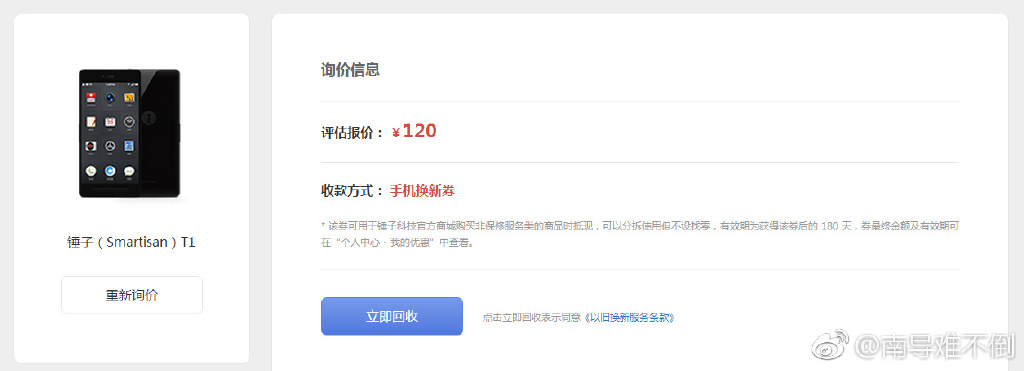 询价信息
评估报价： ¥120
收款方式： 手机换新券
* 该券可用于锤子科技官方商城购买非保修服务类的商品时抵现，可以分拆使用但不设找零，有效期为获得该券后的 180 天，券最终金额及有效期可
在“个人中心 - 我的优惠”中查看。
锤子（Smartisan）T1
重新询价
立即回收
点击立即回收表示同意《以旧换新服务条款》
@南导难不倒